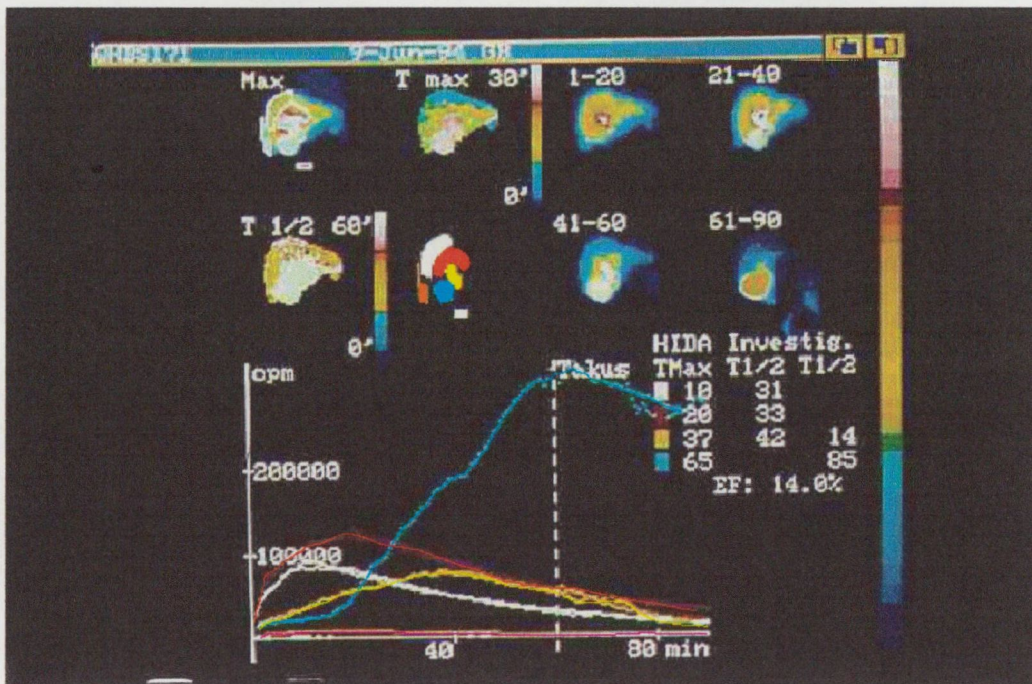 9-Jun-94
Max
T max 30'
1-20
21-40
0'
T 1/2 60'
41-60
61-90
0'
HIDA Investig.
TMax T1/2 T1/2
10 31
20 33
37 42 14
65 85
EF: 14.0%
cpm
200000
100000
40
80 min